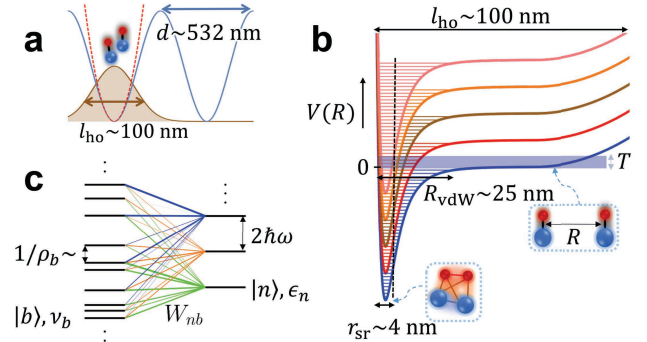 a
d~532 nm
l_ho~100 nm
b
l_ho~100 nm
V(R)
0
T
R_vdW~25 nm
R
r_sr~4 nm
c
⋮
⋮
1/ρ_b~
2ħω
|n⟩, ϵ_n
|b⟩, ν_b
W_nb
⋮